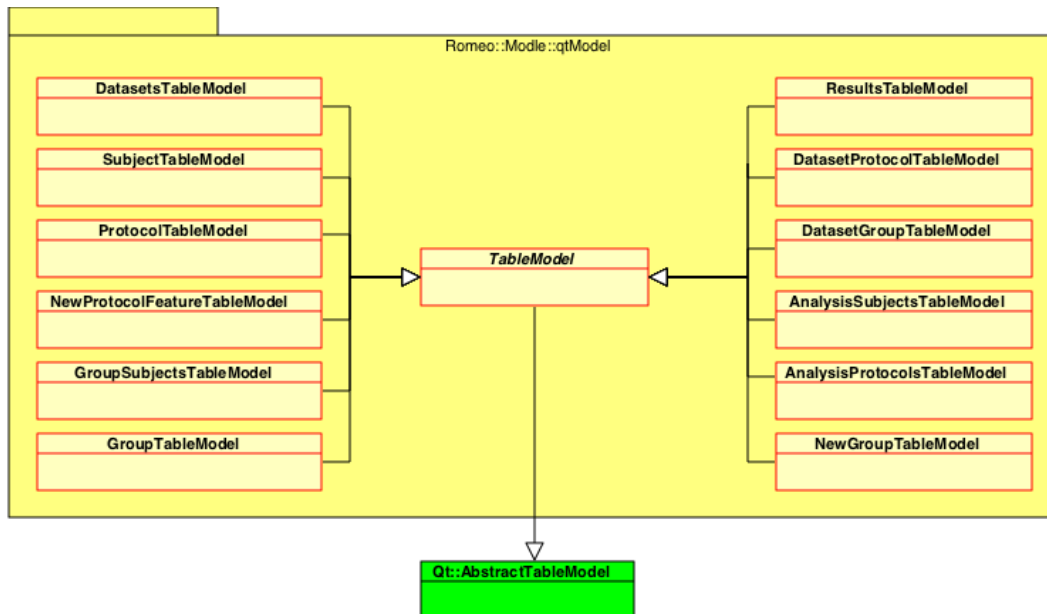 Romeo::Modle::qtModel
DatasetsTableModel
SubjectTableModel
ProtocolTableModel
NewProtocolFeatureTableModel
GroupSubjectsTableModel
GroupTableModel
TableModel
ResultsTableModel
DatasetProtocolTableModel
DatasetGroupTableModel
AnalysisSubjectsTableModel
AnalysisProtocolsTableModel
NewGroupTableModel
Qt::AbstractTableModel